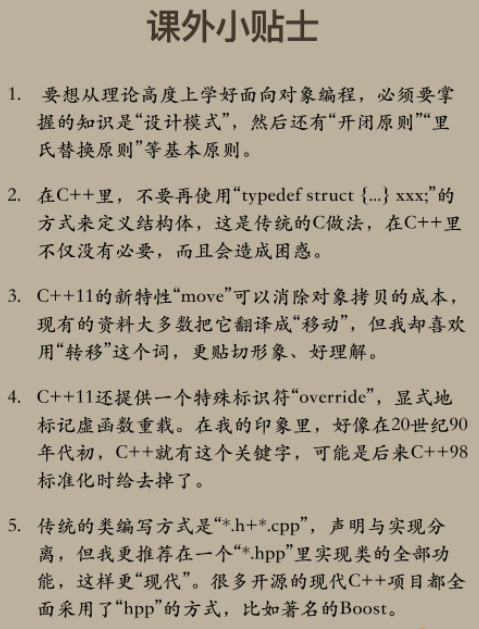 课外小贴士
1. 要想从理论高度上学好面向对象编程，必须要掌
握的知识是“设计模式”，然后还有“开闭原则”“里
氏替换原则”等基本原则。
2. 在C++里，不要再使用“typedef struct {...} xxx;”的
方式来定义结构体，这是传统的C做法，在C++里
不仅没有必要，而且会造成困惑。
3. C++11的新特性“move”可以消除对象拷贝的成本，
现有的资料大多数把它翻译成“移动”，但我却喜欢
用“转移”这个词，更贴切形象、好理解。
4. C++11还提供一个特殊标识符“override”，显式地
标记虚函数重载。在我的印象里，好像在20世纪90
年代初，C++就有这个关键字，可能是后来C++98
标准化时给去掉了。
5. 传统的类编写方式是“*.h+*.cpp”，声明与实现分
离，但我更推荐在一个“*.hpp”里实现类的全部功
能，这样更“现代”。很多开源的现代C++项目都全
面采用了“hpp”的方式，比如著名的Boost。